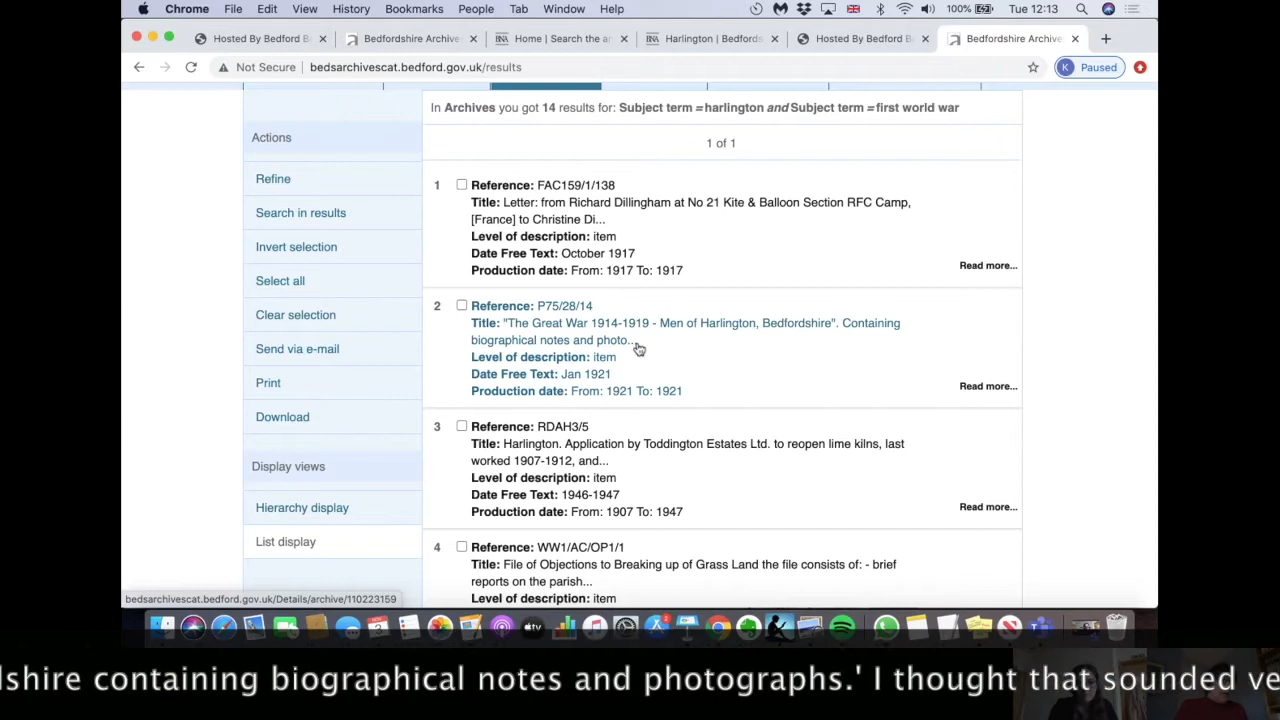 Chrome File Edit View History Bookmarks People Tab Window Help 100% Tue 12:13
Hosted By Bedford B × Bedfordshire Archive × BNA Home | Search the ar × BNA Harlington | Bedfords × Hosted By Bedford B × Bedfordshire Archive × +
Not Secure | bedsarchivescat.bedford.gov.uk/results K Paused
In Archives you got 14 results for: Subject term = harlington and Subject term = first world war
Actions
1 of 1
Refine
Search in results
Invert selection
Select all
Clear selection
Send via e-mail
Print
Download
Display views
Hierarchy display
List display
1 Reference: FAC159/1/138
Title: Letter: from Richard Dillingham at No 21 Kite & Balloon Section RFC Camp,
[France] to Christine Di...
Level of description: item
Date Free Text: October 1917
Production date: From: 1917 To: 1917
Read more...
2 Reference: P75/28/14
Title: "The Great War 1914-1919 - Men of Harlington, Bedfordshire". Containing
biographical notes and photo...
Level of description: item
Date Free Text: Jan 1921
Production date: From: 1921 To: 1921
Read more...
3 Reference: RDAH3/5
Title: Harlington. Application by Toddington Estates Ltd. to reopen lime kilns, last
worked 1907-1912, and...
Level of description: item
Date Free Text: 1946-1947
Production date: From: 1907 To: 1947
Read more...
4 Reference: WW1/AC/OP1/1
Title: File of Objections to Breaking up of Grass Land the file consists of: - brief
reports on the parish...
Level of description: item
bedsarchivescat.bedford.gov.uk/Details/archive/110223159
dshire containing biographical notes and photographs.' I thought that sounded ve